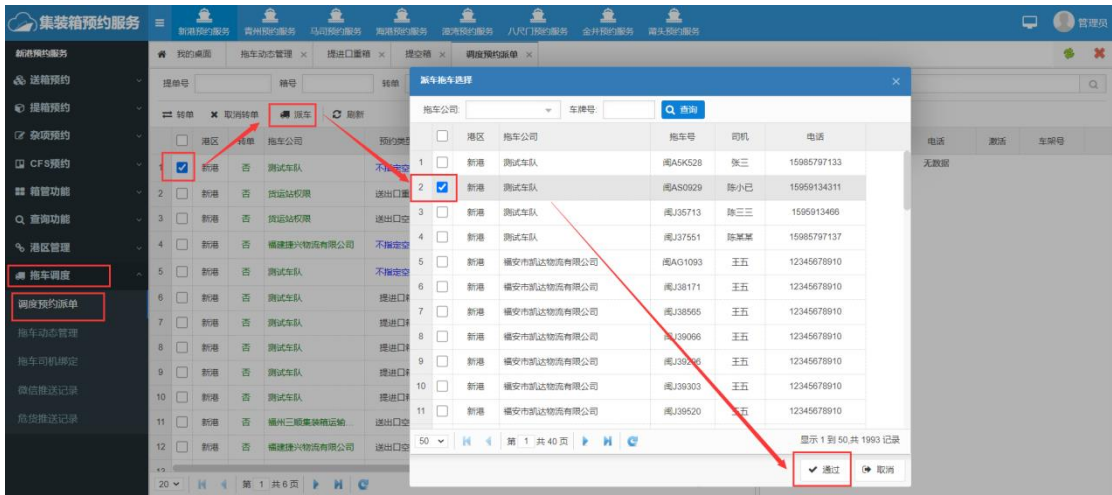 集装箱预约服务
新港预约服务 青州预约服务 马司预约服务 海港预约服务 漳湾预约服务 八尺门预约服务 金井预约服务 管理员
新港预约服务 我的桌面 拖车动态管理 × 提进口重箱 × 提空箱 × 调度预约派单 ×
送箱预约
提箱预约
杂项预约
CFS预约
箱管功能
查询功能
港区管理
拖车调度
调度预约派单
拖车动态管理
拖车司机绑定
微信推送记录
危货推送记录
提单号 箱号 转单
转单 取消转单 派车 刷新
港区 转单 拖车公司 预约类型
1 新港 否 测试车队 不指定空
2 新港 否 货运站权限 送出口重
3 新港 否 货运站权限 送出口空
4 新港 否 福建捷兴物流有限公司 不指定空
5 新港 否 测试车队 不指定空
6 新港 否 测试车队 提进口
7 新港 否 测试车队 提进口
8 新港 否 测试车队 提进口
9 新港 否 测试车队 提进口
10 新港 否 测试车队 提进口
11 新港 否 福州三顺集装箱运输... 送出口空
12 新港 否 福建捷兴物流有限公司 送出口空
20 第 1 共6页
派车拖车选择 ×
拖车公司: 车牌号: 查询
港区 拖车公司 拖车号 司机 电话
1 新港 测试车队 闽A5K528 张三 15985797133
2 新港 测试车队 闽AS0929 陈小已 15959134311
3 新港 测试车队 闽J35713 陈三三 1595913466
4 新港 测试车队 闽J37551 陈某某 15985797137
5 新港 福安市凯达物流有限公司 闽AG1093 王五 12345678910
6 新港 福安市凯达物流有限公司 闽J38171 王五 12345678910
7 新港 福安市凯达物流有限公司 闽J38565 王五 12345678910
8 新港 福安市凯达物流有限公司 闽J39066 王五 12345678910
9 新港 福安市凯达物流有限公司 闽J39296 王五 12345678910
10 新港 福安市凯达物流有限公司 闽J39303 王五 12345678910
11 新港 福安市凯达物流有限公司 闽J39520 王五 12345678910
50 第 1 共40页 显示 1 到 50,共 1993 记录
通过 取消
电话 激活 车架号
无数据